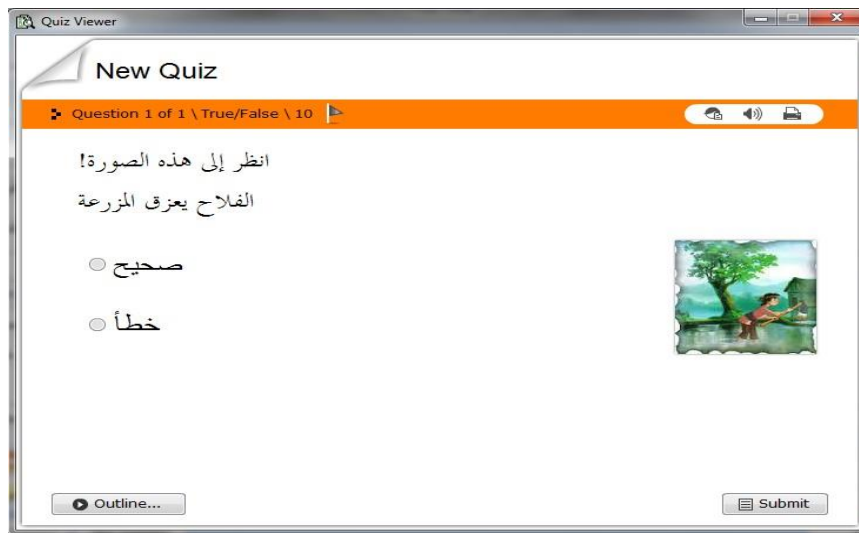 Quiz Viewer
New Quiz
Question 1 of 1 \ True/False \ 10
انظر إلى هذه الصورة!
الفلاح يعزق المزرعة
صحيح
خطأ
Outline...
Submit